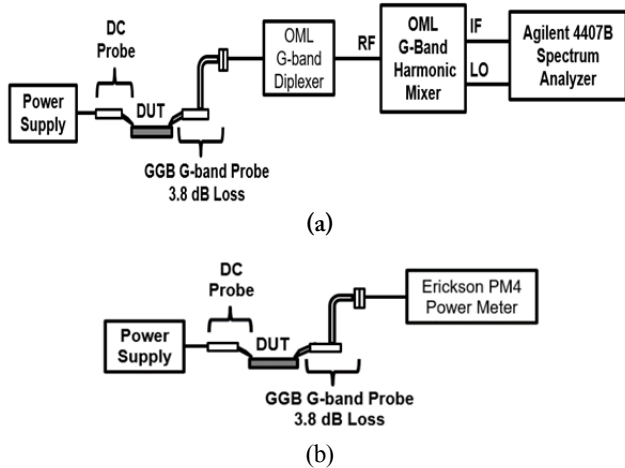 DC
Probe
Power
Supply
DUT
GGB G-band Probe
3.8 dB Loss
OML
G-band
Diplexer
RF
OML
G-Band
Harmonic
Mixer
IF
LO
Agilent 4407B
Spectrum
Analyzer
(a)
DC
Probe
Power
Supply
DUT
GGB G-band Probe
3.8 dB Loss
Erickson PM4
Power Meter
(b)